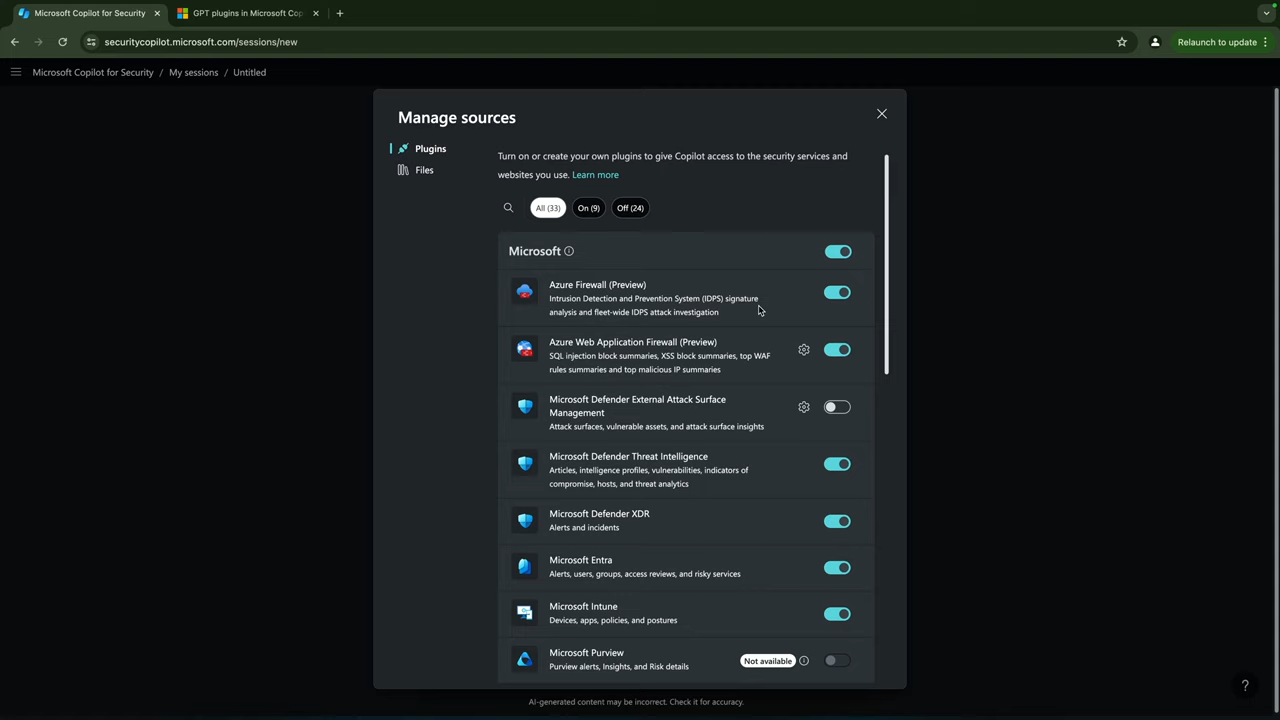 Microsoft Copilot for Security
GPT plugins in Microsoft Cop
securitycopilot.microsoft.com/sessions/new
Relaunch to update
Microsoft Copilot for Security / My sessions / Untitled
Manage sources
Plugins
Files
Turn on or create your own plugins to give Copilot access to the security services and
websites you use. Learn more
All (33)
On (9)
Off (24)
Microsoft
Azure Firewall (Preview)
Intrusion Detection and Prevention System (IDPS) signature
analysis and fleet-wide IDPS attack investigation
Azure Web Application Firewall (Preview)
SQL injection block summaries, XSS block summaries, top WAF
rules summaries and top malicious IP summaries
Microsoft Defender External Attack Surface
Management
Attack surfaces, vulnerable assets, and attack surface insights
Microsoft Defender Threat Intelligence
Articles, intelligence profiles, vulnerabilities, indicators of
compromise, hosts, and threat analytics
Microsoft Defender XDR
Alerts and incidents
Microsoft Entra
Alerts, users, groups, access reviews, and risky services
Microsoft Intune
Devices, apps, policies, and postures
Microsoft Purview
Purview alerts, Insights, and Risk details
Not available
AI-generated content may be incorrect. Check it for accuracy.
?